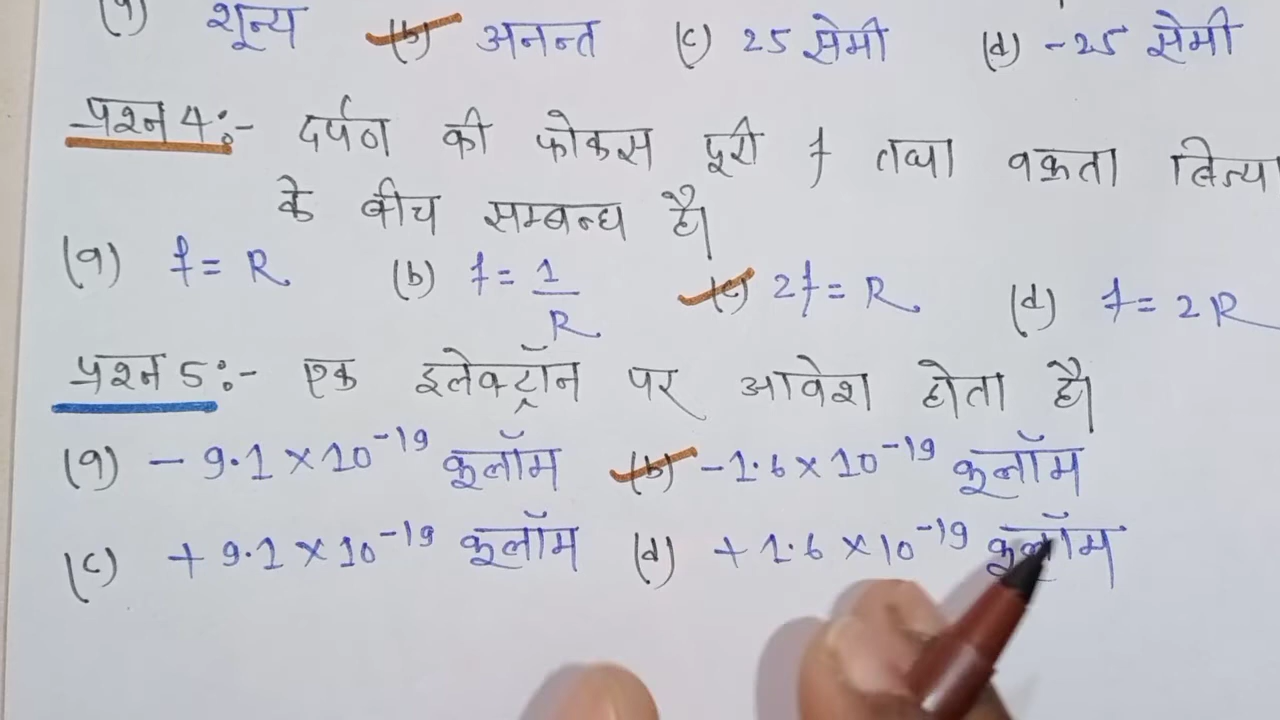 (a) शून्य (b) अनन्त (c) 25 सेमी (d) -25 सेमी
प्रश्न 4:- दर्पण की फोकस दूरी f तथा वक्रता त्रिज्या
के बीच सम्बन्ध है।
(a) f = R (b) f = 1/R (c) 2f = R (d) f = 2R
प्रश्न 5:- एक इलेक्ट्रॉन पर आवेश होता है।
(a) - 9.1 × 10⁻¹⁹ कूलॉम (b) -1.6 × 10⁻¹⁹ कूलॉम
(c) + 9.1 × 10⁻¹⁹ कूलॉम (d) + 1.6 × 10⁻¹⁹ कूलॉम